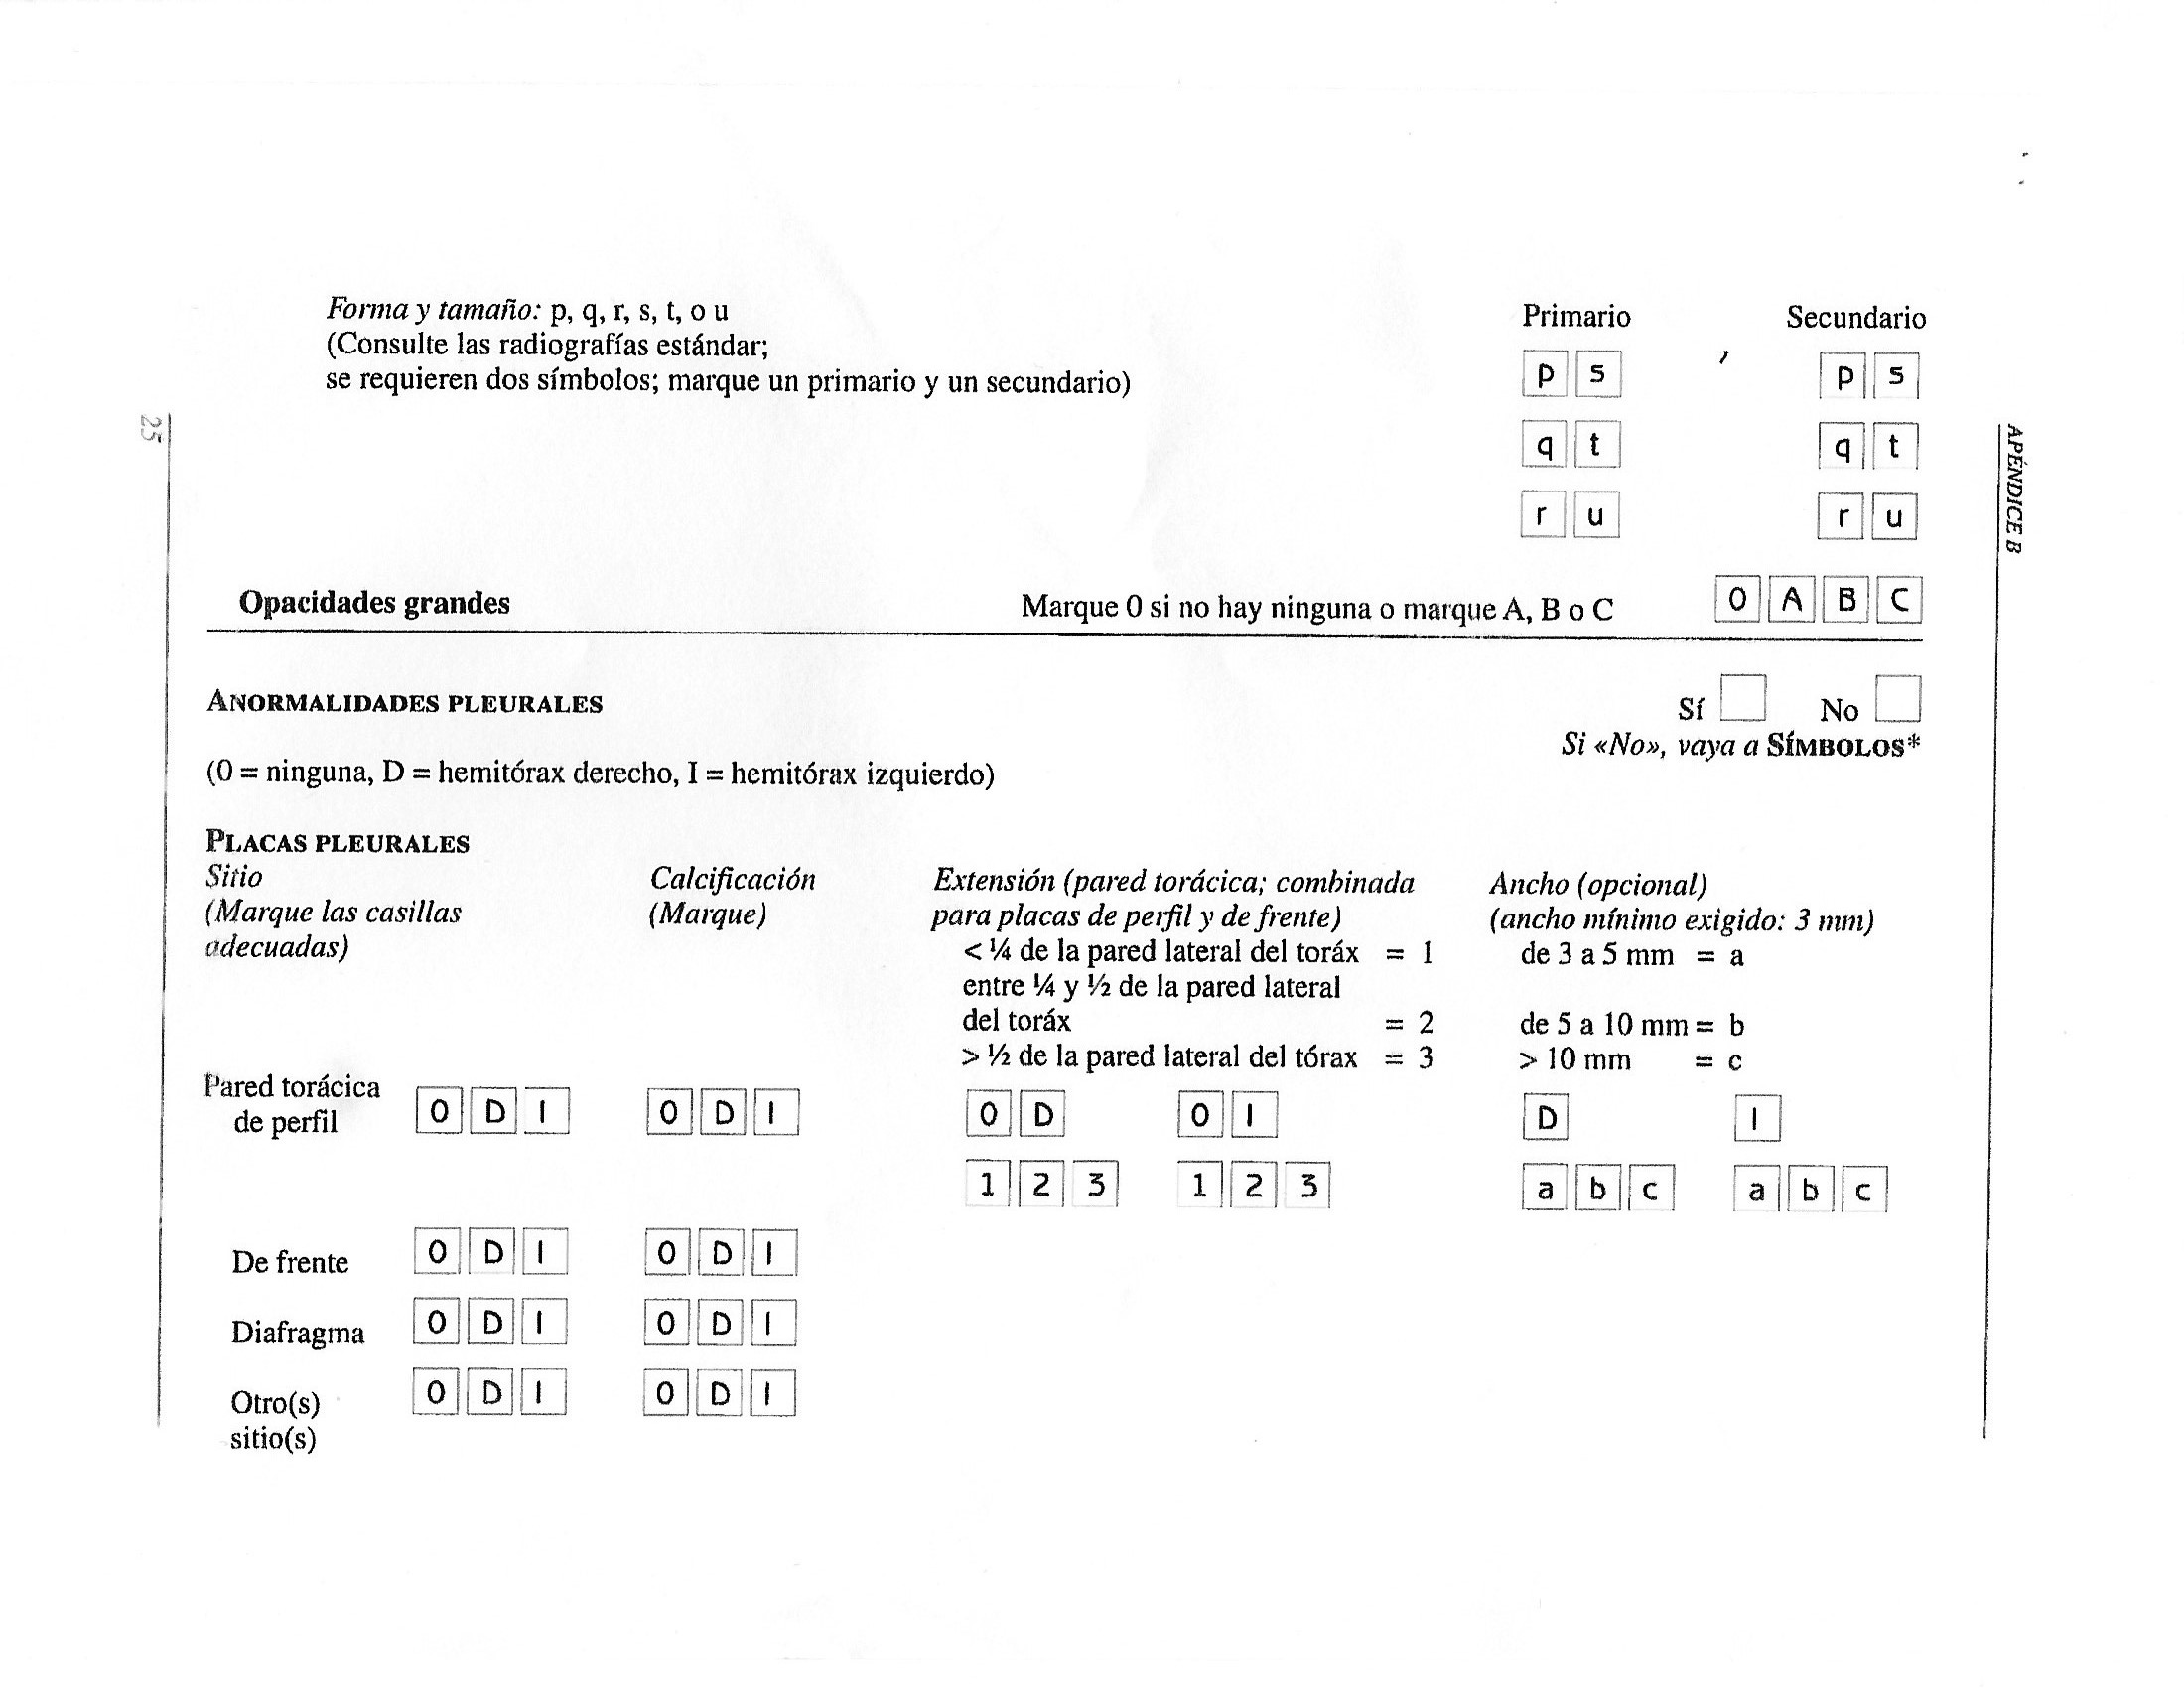 Forma y tamaño: p, q, r, s, t, o u
(Consulte las radiografías estándar;
se requieren dos símbolos; marque un primario y un secundario)
Primario Secundario
p s , p s
q t q t
r u r u
Opacidades grandes Marque 0 si no hay ninguna o marque A, B o C 0 A B C
ANORMALIDADES PLEURALES Sí No
Si «No», vaya a SÍMBOLOS*
(0 = ninguna, D = hemitórax derecho, I = hemitórax izquierdo)
PLACAS PLEURALES
Sitio
(Marque las casillas
adecuadas)
Calcificación
(Marque)
Extensión (pared torácica; combinada
para placas de perfil y de frente)
< ¼ de la pared lateral del toráx = 1
entre ¼ y ½ de la pared lateral
del toráx = 2
> ½ de la pared lateral del tórax = 3
Ancho (opcional)
(ancho mínimo exigido: 3 mm)
de 3 a 5 mm = a
de 5 a 10 mm = b
> 10 mm = c
Pared torácica
de perfil
0 D I 0 D I 0 D 0 I D I
1 2 3 1 2 3 a b c a b c
De frente 0 D I 0 D I
Diafragma 0 D I 0 D I
Otro(s) 0 D I 0 D I
sitio(s)
25
APÉNDICE B